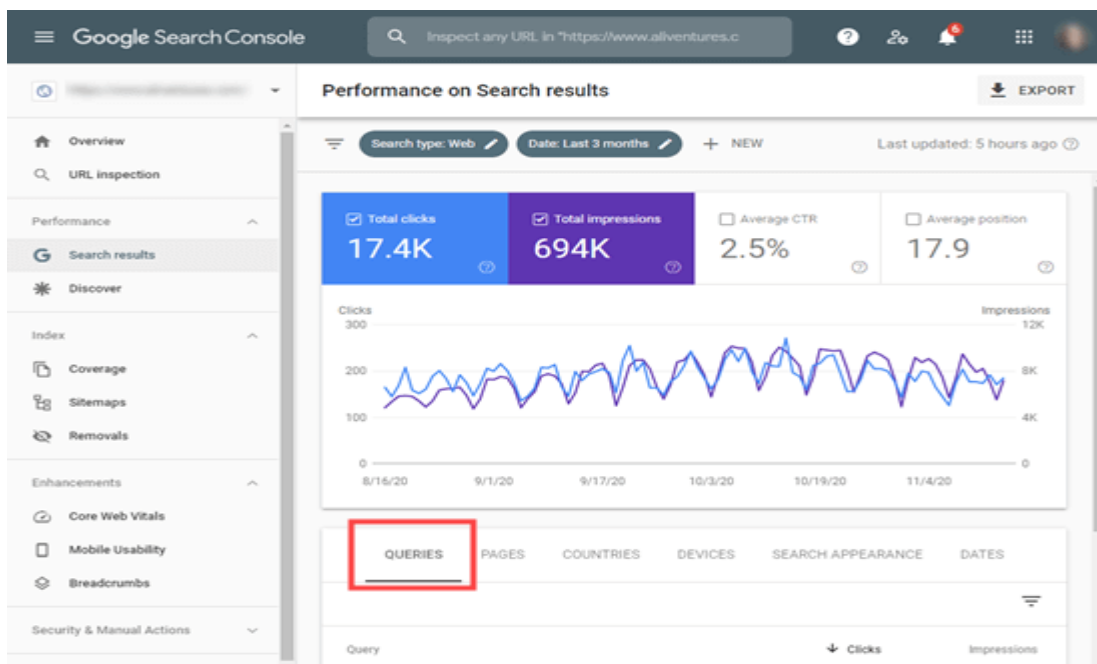 Google Search Console
Inspect any URL in "https://www.aliventures.c
6
Performance on Search results
EXPORT
Overview
URL inspection
Performance
Search results
Discover
Index
Coverage
Sitemaps
Removals
Enhancements
Core Web Vitals
Mobile Usability
Breadcrumbs
Security & Manual Actions
Search type: Web
Date: Last 3 months
+ NEW
Last updated: 5 hours ago
Total clicks
17.4K
Total impressions
694K
Average CTR
2.5%
Average position
17.9
Clicks
Impressions
300
12K
200
8K
100
4K
0
0
8/16/20 9/1/20 9/17/20 10/3/20 10/19/20 11/4/20
QUERIES PAGES COUNTRIES DEVICES SEARCH APPEARANCE DATES
Query Clicks Impressions